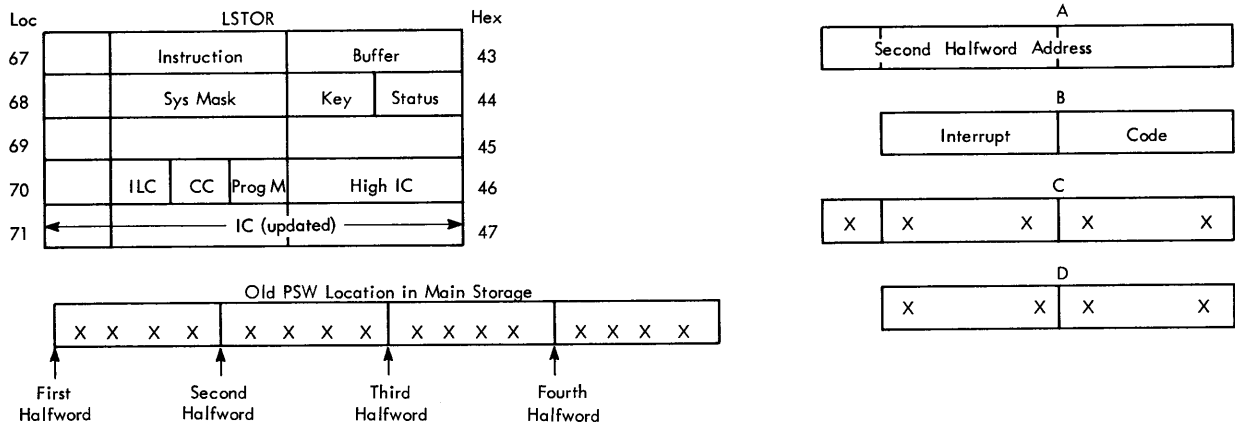 Loc LSTOR Hex
67 Instruction Buffer 43
68 Sys Mask Key Status 44
69 45
70 ILC CC Prog M High IC 46
71 IC (updated) 47
A
Second Halfword Address
B
Interrupt Code
C
X X X X X
D
X X X X
Old PSW Location in Main Storage
X X X X X X X X X X X X X X X X
First Halfword
Second Halfword
Third Halfword
Fourth Halfword